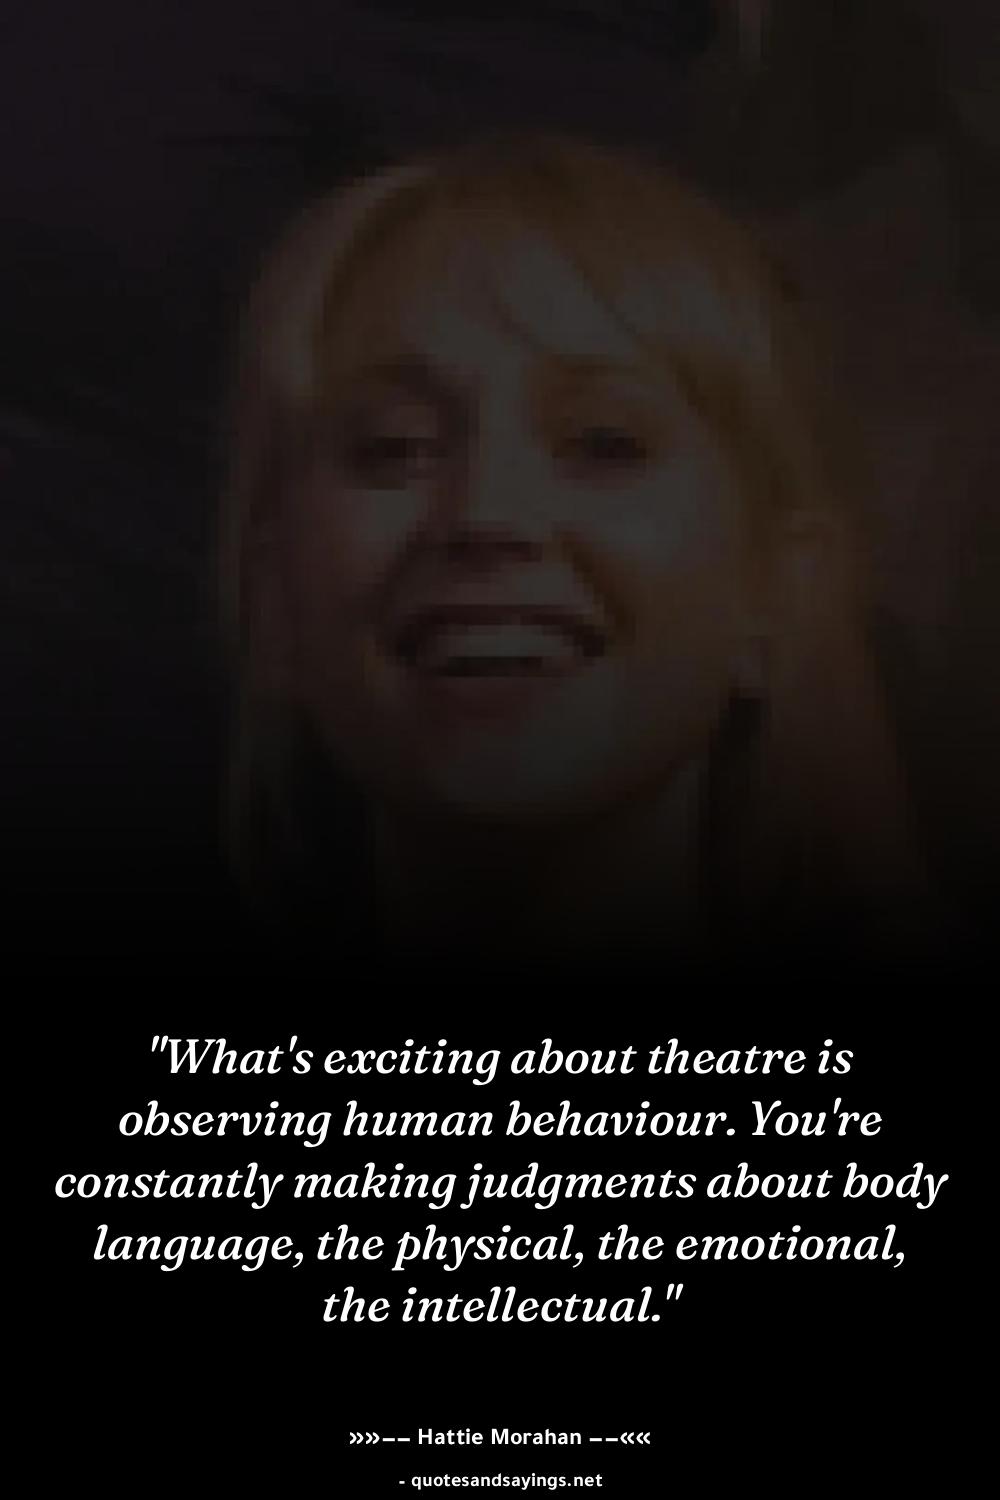 "What's exciting about theatre is
observing human behaviour. You're
constantly making judgments about body
language, the physical, the emotional,
the intellectual."
»»–– Hattie Morahan ––««
- quotesandsayings.net